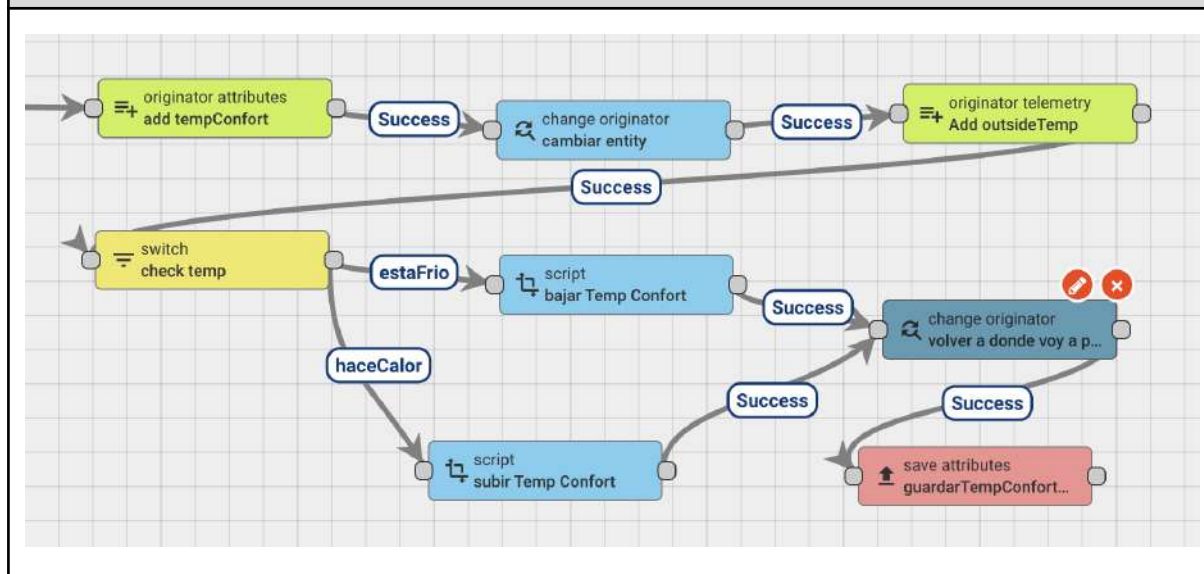 originator attributes
add tempConfort
Success
change originator
cambiar entity
Success
originator telemetry
Add outsideTemp
Success
switch
check temp
estaFrio
script
bajar Temp Confort
Success
change originator
volver a donde voy a p...
haceCalor
Success
Success
script
subir Temp Confort
save attributes
guardarTempConfort...